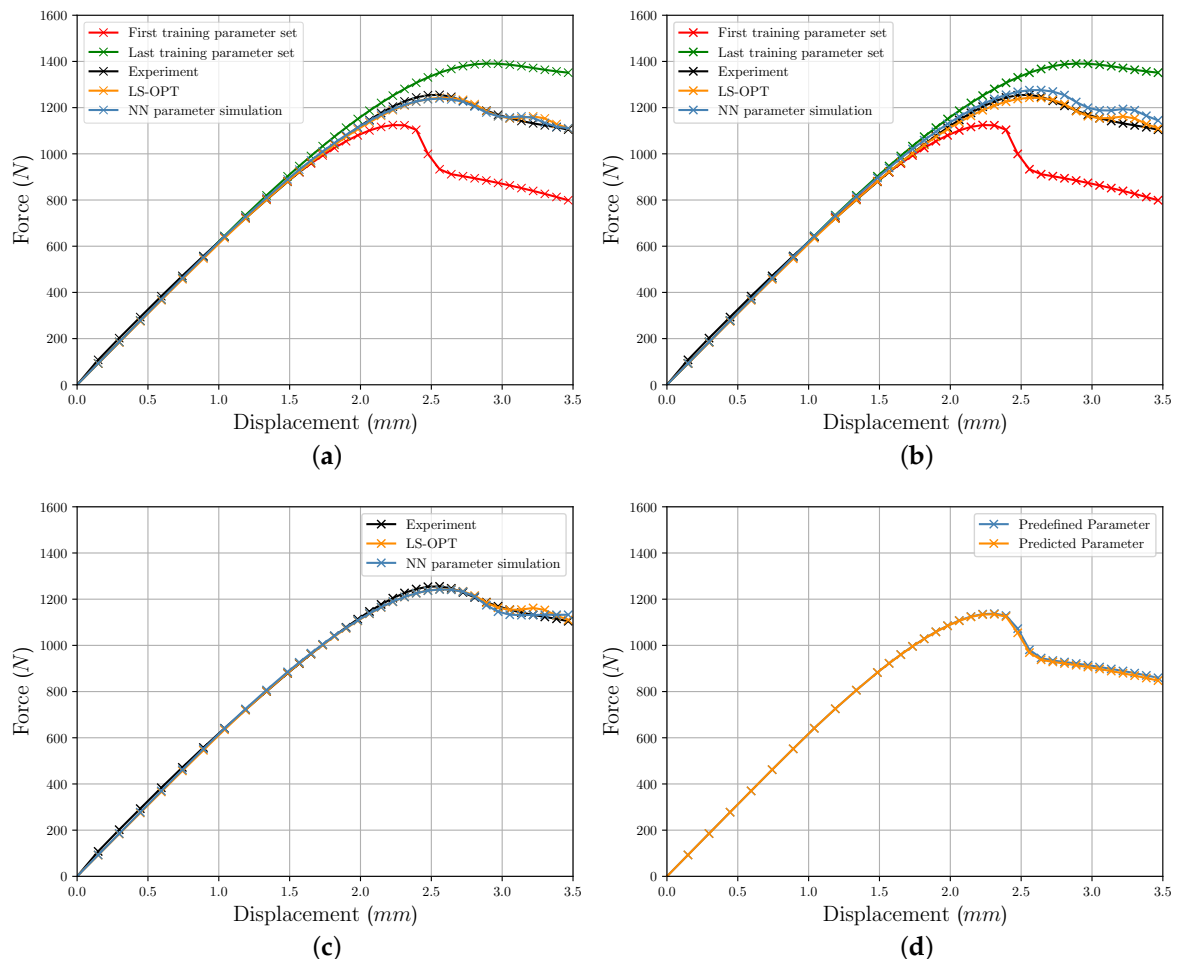 1600
1400
1200
1000
800
600
400
200
0
Force (N)
First training parameter set
Last training parameter set
Experiment
LS-OPT
NN parameter simulation
0.0 0.5 1.0 1.5 2.0 2.5 3.0 3.5
Displacement (mm)
(a)
1600
1400
1200
1000
800
600
400
200
0
Force (N)
First training parameter set
Last training parameter set
Experiment
LS-OPT
NN parameter simulation
0.0 0.5 1.0 1.5 2.0 2.5 3.0 3.5
Displacement (mm)
(b)
1600
1400
1200
1000
800
600
400
200
0
Force (N)
Experiment
LS-OPT
NN parameter simulation
0.0 0.5 1.0 1.5 2.0 2.5 3.0 3.5
Displacement (mm)
(c)
1600
1400
1200
1000
800
600
400
200
0
Force (N)
Predefined Parameter
Predicted Parameter
0.0 0.5 1.0 1.5 2.0 2.5 3.0 3.5
Displacement (mm)
(d)